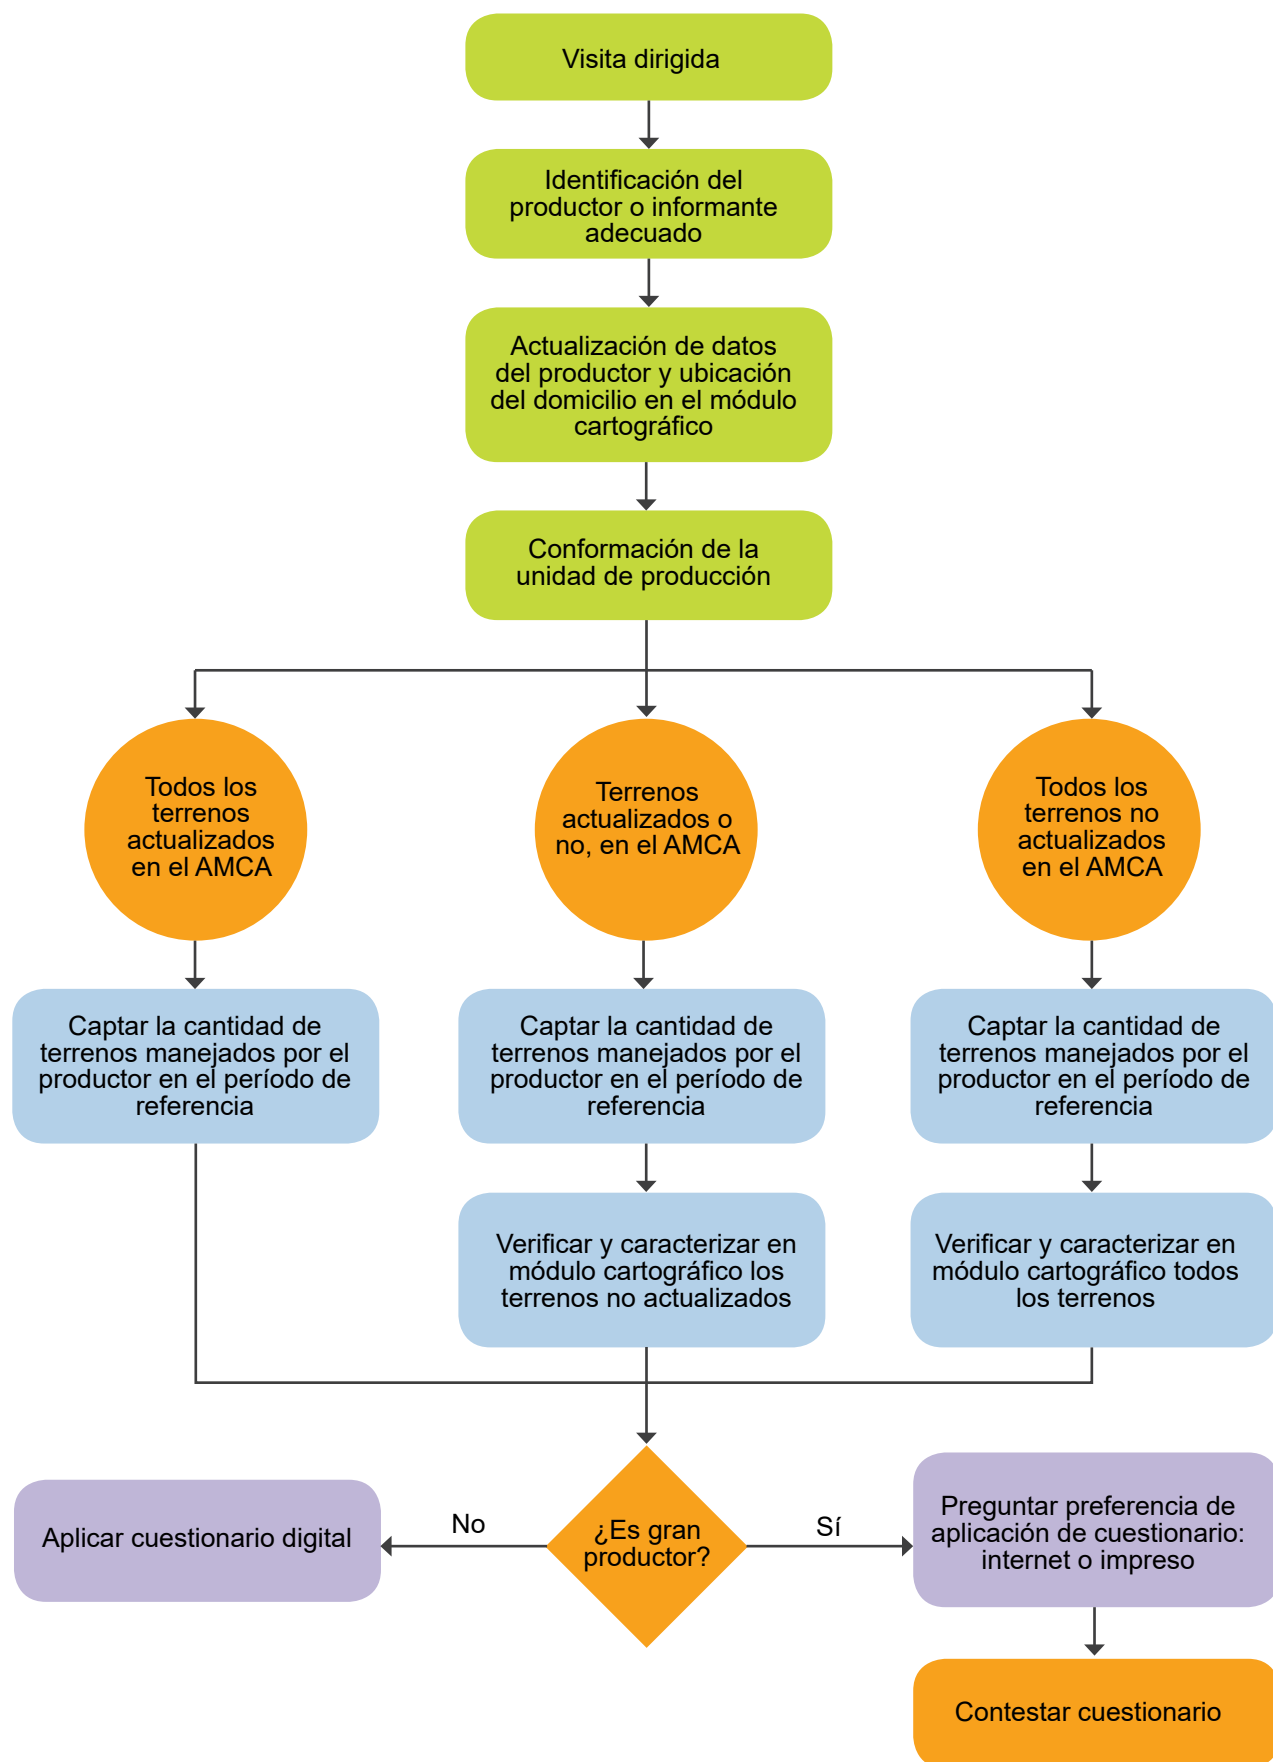 Visita dirigida
Identificación del
productor o informante
adecuado
Actualización de datos
del productor y ubicación
del domicilio en el módulo
cartográfico
Conformación de la
unidad de producción
Todos los
terrenos
actualizados
en el AMCA
Terrenos
actualizados o
no, en el AMCA
Todos los
terrenos no
actualizados
en el AMCA
Captar la cantidad de
terrenos manejados por el
productor en el período de
referencia
Captar la cantidad de
terrenos manejados por el
productor en el período de
referencia
Captar la cantidad de
terrenos manejados por el
productor en el período de
referencia
Verificar y caracterizar en
módulo cartográfico los
terrenos no actualizados
Verificar y caracterizar en
módulo cartográfico todos
los terrenos
Aplicar cuestionario digital
No
¿Es gran
productor?
Sí
Preguntar preferencia de
aplicación de cuestionario:
internet o impreso
Contestar cuestionario